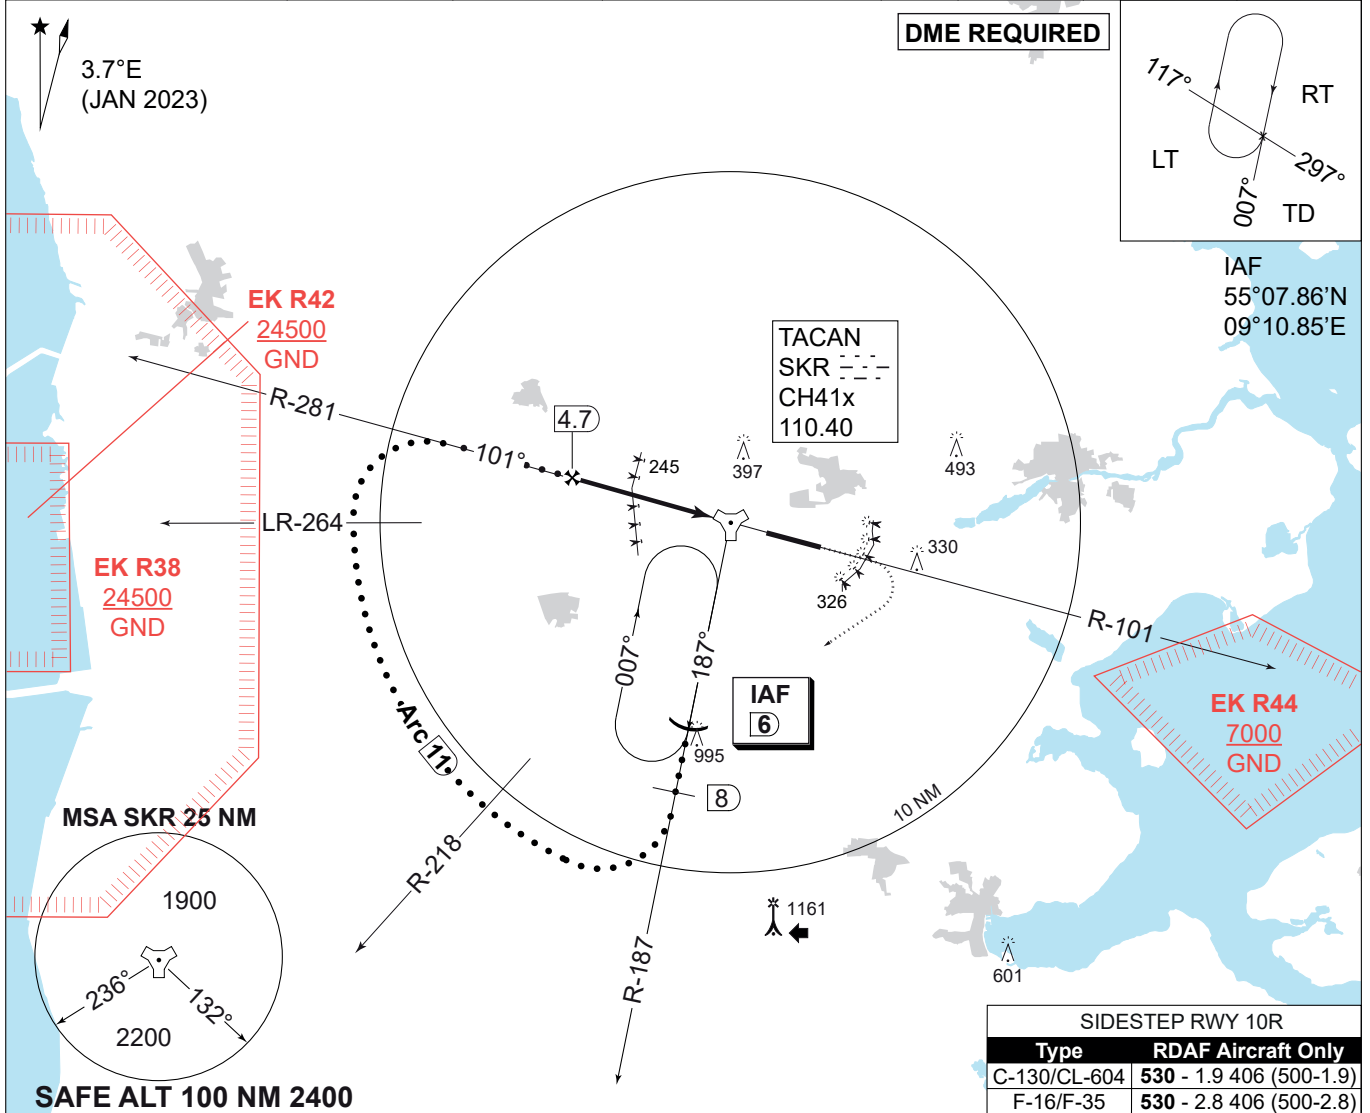 DME REQUIRED
3.7°E
(JAN 2023)
117°
RT
LT
297°
007°
TD
IAF
55°07.86'N
09°10.85'E
EK R42
24500
GND
TACAN
SKR
CH41x
110.40
R-281
4.7
101°
245
397
493
LR-264
330
EK R38
24500
GND
326
R-101
007°
187°
IAF
D
6
EK R44
7000
GND
Arc 11
995
8
10 NM
MSA SKR 25 NM
R-218
1900
1161
236°
132°
R-187
601
2200
SAFE ALT 100 NM 2400
SIDESTEP RWY 10R
Type RDAF Aircraft Only
C-130/CL-604 530 - 1.9 406 (500-1.9)
F-16/F-35 530 - 2.8 406 (500-2.8)